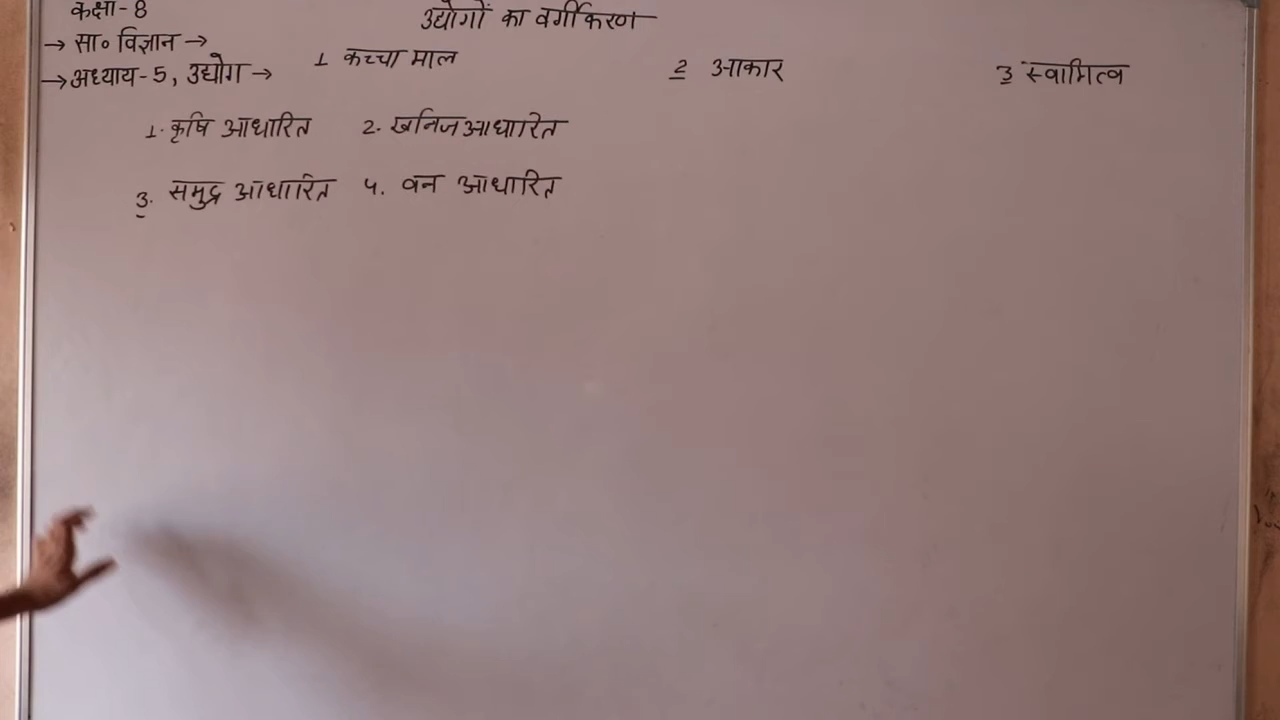 कक्षा-8
उद्योगों का वर्गीकरण
→ सा० विज्ञान →
→ अध्याय-5, उद्योग →
1 कच्चा माल
2 आकार
3 स्वामित्व
1. कृषि आधारित 2. खनिज आधारित
3. समुद्र आधारित 4. वन आधारित